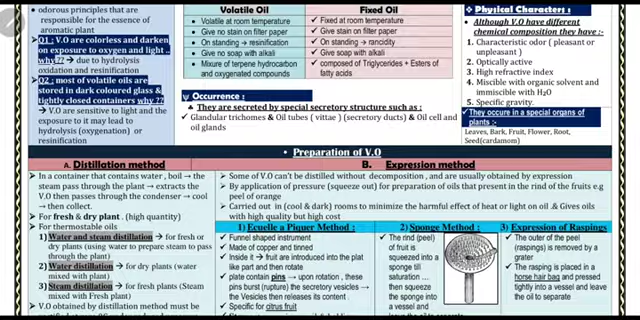 odorous principles that are
responsible for the essence of
aromatic plant
Q1 : V.O are colorless and darken
on exposure to oxygen and light ..
why?? → due to hydrolysis
oxidation and resinification
Q2 : most of volatile oils are
stored in dark coloured glass and
tightly closed containers why ??
→ V.O are sensitive to light and the
exposure to it may lead to
hydrolysis (oxygenation) or
resinification
Volatile Oil
Volatile at room temperature
Give no stain on filter paper
On standing → resinification
Give no soap with alkali
Mixture of terpene hydrocarbon
and oxygenated compounds
Fixed Oil
Fixed at room temperature
Give stain on filter paper
On standing → rancidity
Give soap with alkali
composed of Triglycerides + Esters
of fatty acids
Occurrence :
They are secreted by special secretory structure such as :
Glandular trichomes & Oil tubes ( vittae ) (secretory ducts) & Oil cell and
oil glands
Physical Characters :
Although V.O have different
chemical composition they have :-
1. Characteristic odor ( pleasant or
unpleasant )
2. Optically active
3. High refractive index
4. Miscible with organic solvent and
immiscible with H₂O
5. Specific gravity.
They occure in a special organs of
plants :-
Leaves, Bark, Fruit, Flower, Root,
Seed(cardamom)
Preparation of V.O
A. Distillation method
In a container that contains water , boil → the
steam pass through the plant → extracts the
V.O then passes through the condenser → cool
→ then collect.
For fresh & dry plant . (high quantity)
For thermostable oils
1) Water and steam distillation → for fresh or
dry plants (using water to prepare steam to pass
through the plant)
2) Water distillation → for dry plants (water
mixed with plant)
3) Steam distillation → for fresh plants (Steam
mixed with Fresh plant)
V.O obtained by distillation method must be
B. Expression method
Some of V.O can't be distilled without decomposition , and are usually obtained by expression
By application of pressure (squeeze out) for preparation of oils that present in the rind of the fruits e.g
peel of orange
Carried out in (cool & dark) rooms to minimize the harmful effect of heat or light on oil .& Gives oils
with high quality but high cost
1) Ecuelle a Piquer Method :
Funnel shaped instrument
Made of copper and tinned
Inside it → fruit are introduced into the plat
like part and then rotate
plate contain pins → upon rotation , these
pins burst (rupture) the secretory vesicles →
the Vesicles then releases its content .
Specific for citrus fruit
2) Sponge Method :
The rind (peel)
of fruit is
squeezed into a
sponge till
saturation ...
then squeeze
the sponge into
a vessel and
leave the oil to separate
3) Expression of Raspings
The outer of the peel
(raspings) is removed by a
grater
The rasping is placed in a
horse hair bag and pressed
tightly into a vessel and leave
the oil to separate